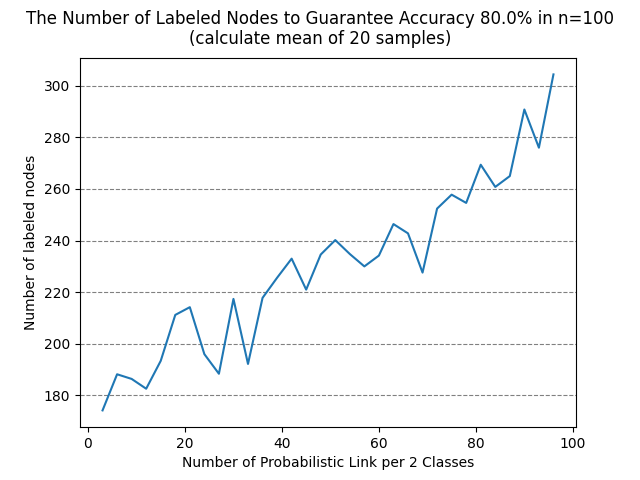 The Number of Labeled Nodes to Guarantee Accuracy 80.0% in n=100
(calculate mean of 20 samples)
300
280
260
240
220
200
180
Number of labeled nodes
0 20 40 60 80 100
Number of Probabilistic Link per 2 Classes